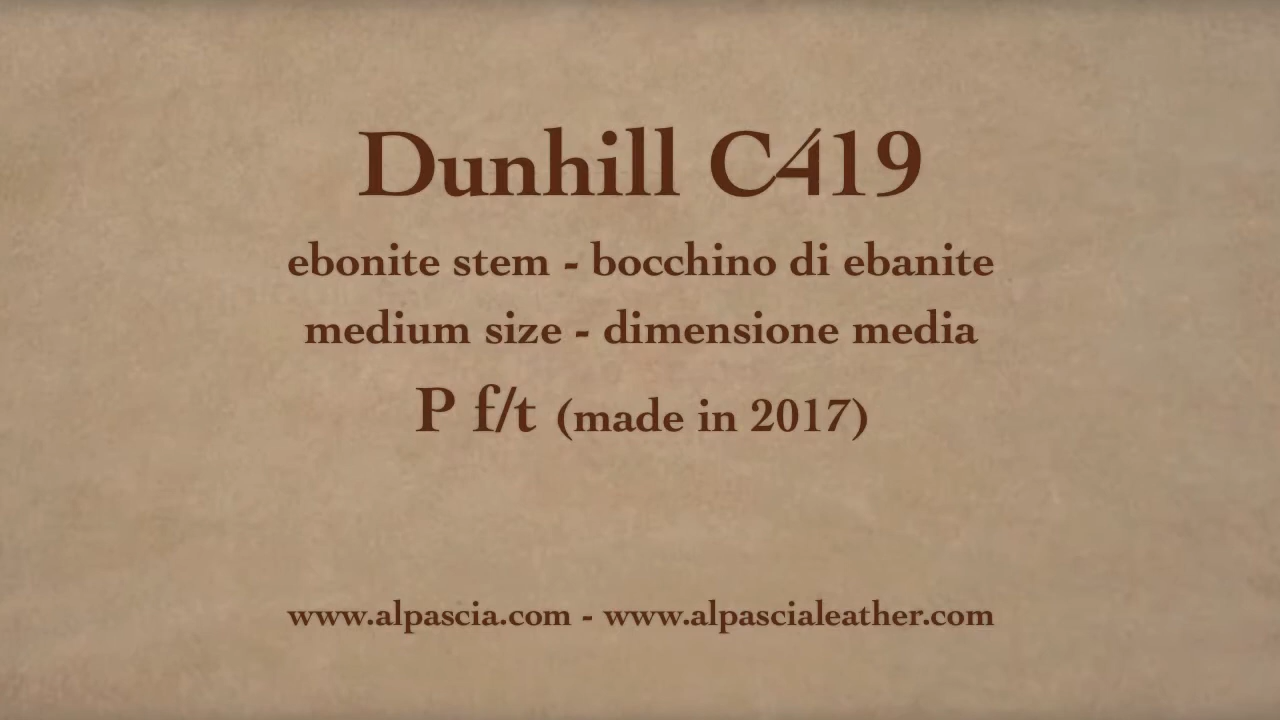 Dunhill C419
ebonite stem - bocchino di ebanite
medium size - dimensione media
P f/t (made in 2017)
www.alpascia.com - www.alpascialeather.com